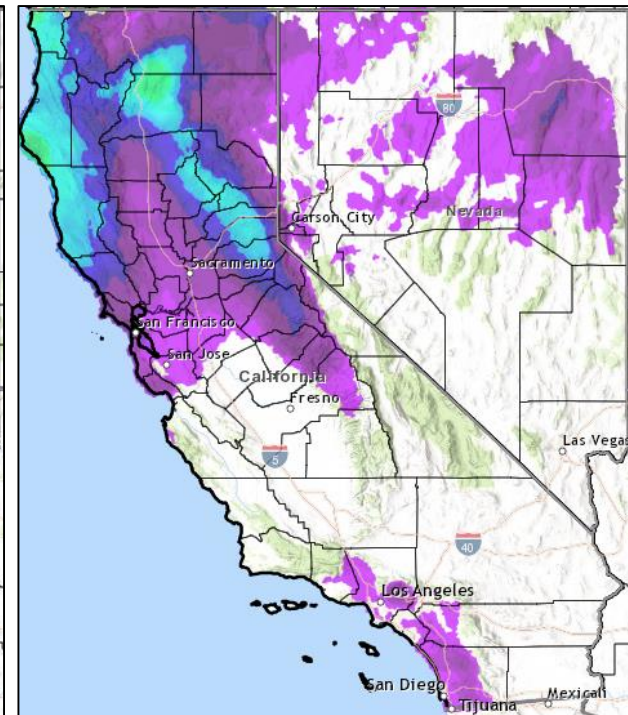 80
Carson City
Nevada
Sacramento
San Francisco
San Jose
California
Fresno
5
Las Vegas
40
Los Angeles
San Diego
Tijuana
Mexicali